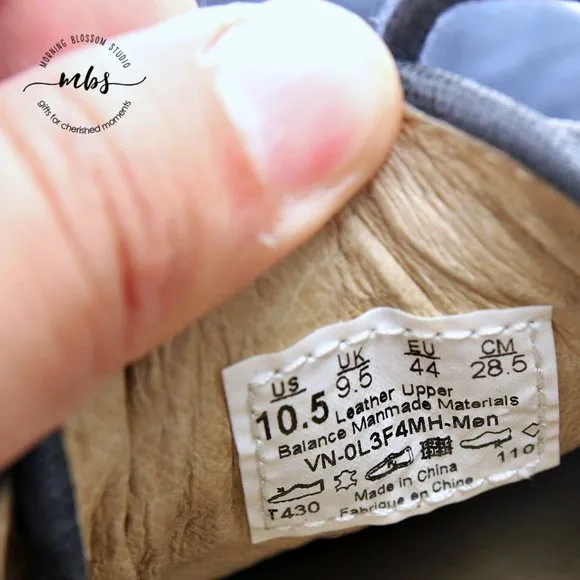 MORNING BLOSSOM STUDIO
mbs
gifts for cherished moments
US UK EU CM
10.5 9.5 44 28.5
Leather Upper
Balance Manmade Materials
VN-0L3F4MH-Men
Made in China
T430 Fabrique en Chine 110